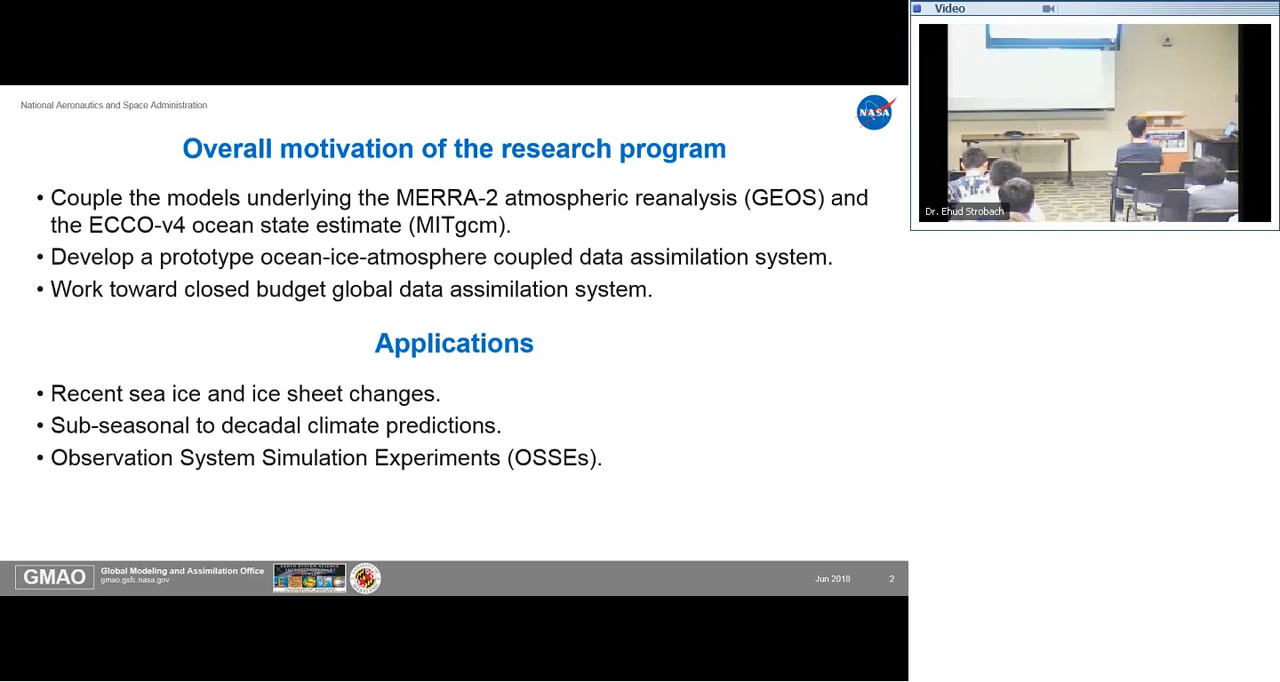 National Aeronautics and Space Administration
NASA
Overall motivation of the research program
• Couple the models underlying the MERRA-2 atmospheric reanalysis (GEOS) and
the ECCO-v4 ocean state estimate (MITgcm).
• Develop a prototype ocean-ice-atmosphere coupled data assimilation system.
• Work toward closed budget global data assimilation system.
Applications
• Recent sea ice and ice sheet changes.
• Sub-seasonal to decadal climate predictions.
• Observation System Simulation Experiments (OSSEs).
GMAO
Global Modeling and Assimilation Office
gmao.gsfc.nasa.gov
ESSIC
Jun 2018
2
Video
Dr. Ehud Strobach